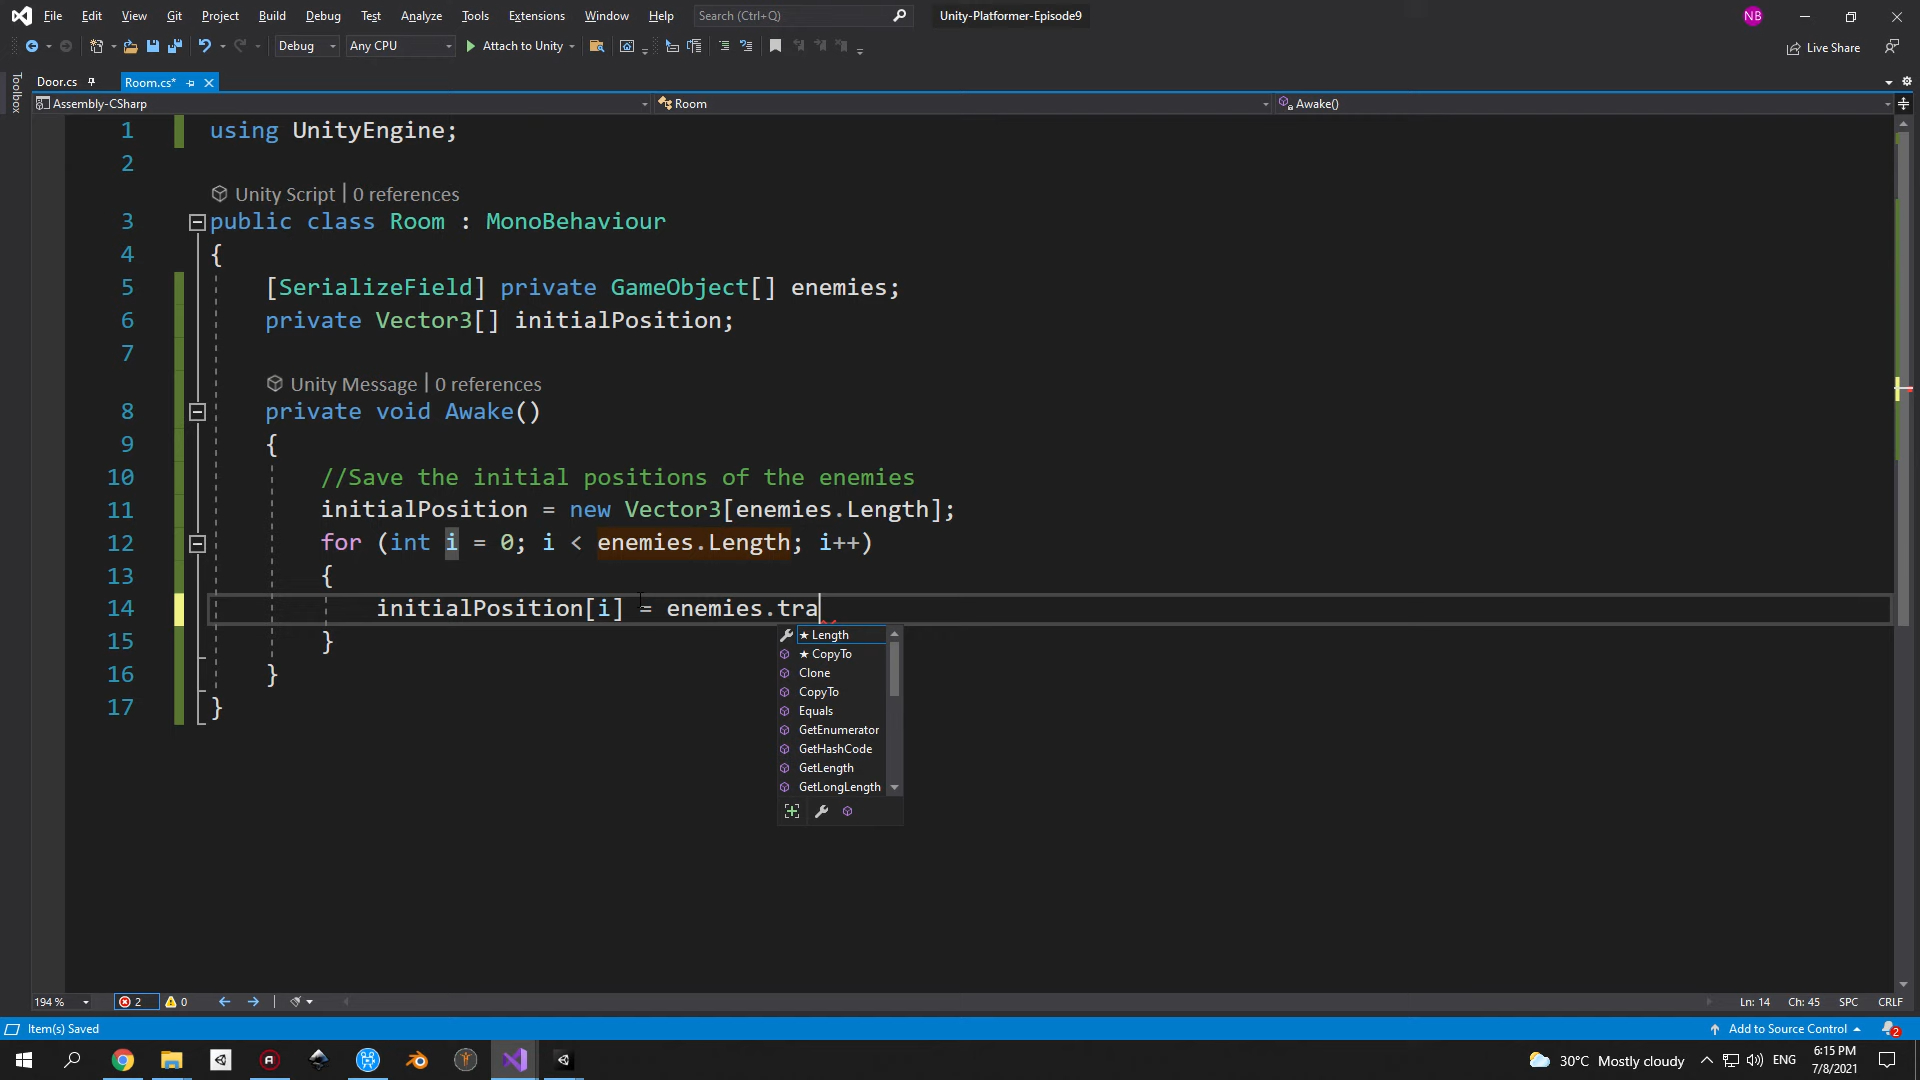 File Edit View Git Project Build Debug Test Analyze Tools Extensions Window Help Search (Ctrl+Q) Unity-Platformer-Episode9 NB
Debug Any CPU Attach to Unity Live Share
Toolbox
Door.cs Room.cs*
Assembly-CSharp Room Awake()
1 using UnityEngine;
2
Unity Script | 0 references
3 public class Room : MonoBehaviour
4 {
5 [SerializeField] private GameObject[] enemies;
6 private Vector3[] initialPosition;
7
Unity Message | 0 references
8 private void Awake()
9 {
10 //Save the initial positions of the enemies
11 initialPosition = new Vector3[enemies.Length];
12 for (int i = 0; i < enemies.Length; i++)
13 {
14 initialPosition[i] = enemies.tra
15 }
16 }
17 }
★ Length
★ CopyTo
Clone
CopyTo
Equals
GetEnumerator
GetHashCode
GetLength
GetLongLength
194 % 2 0 Ln: 14 Ch: 45 SPC CRLF
Item(s) Saved Add to Source Control 2
30°C Mostly cloudy ENG 6:15 PM
7/8/2021